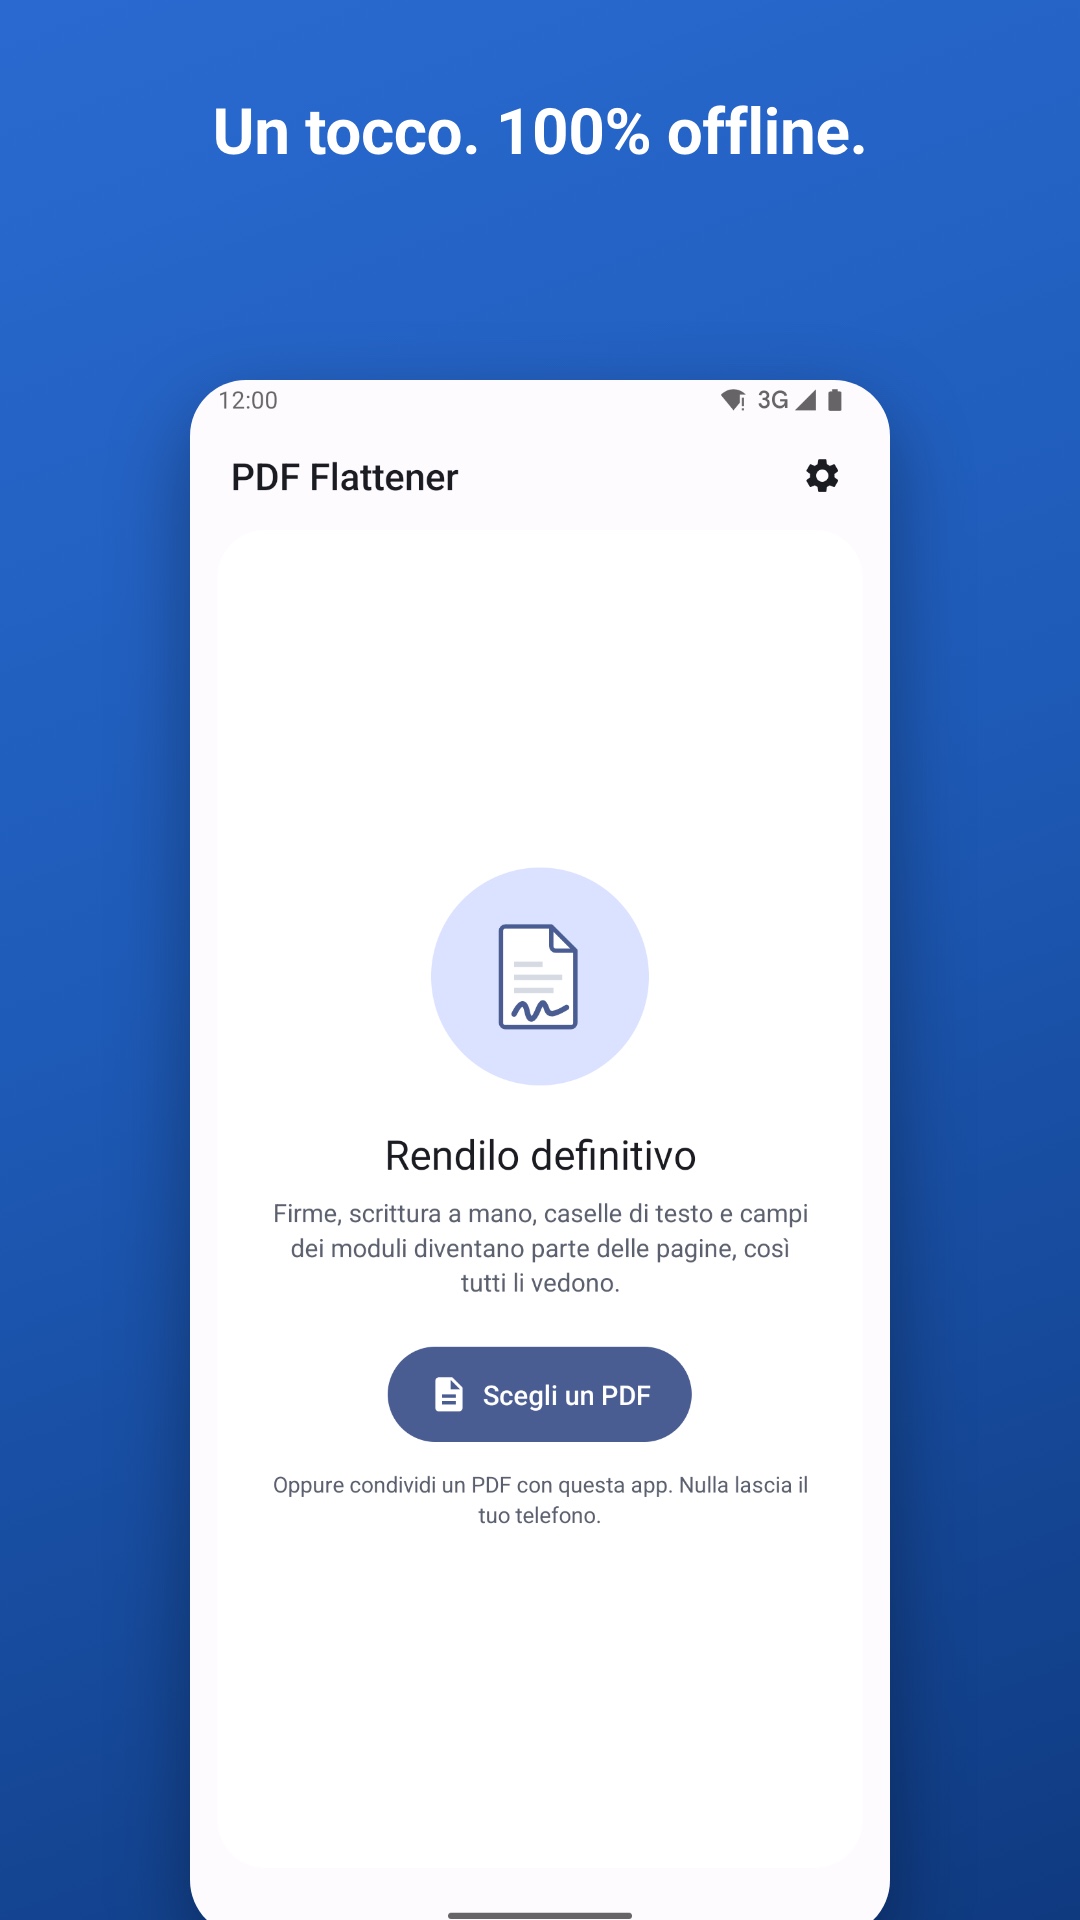 Un tocco. 100% offline.
12:00
3G
PDF Flattener
Rendilo definitivo
Firme, scrittura a mano, caselle di testo e campi
dei moduli diventano parte delle pagine, così
tutti li vedono.
Scegli un PDF
Oppure condividi un PDF con questa app. Nulla lascia il
tuo telefono.